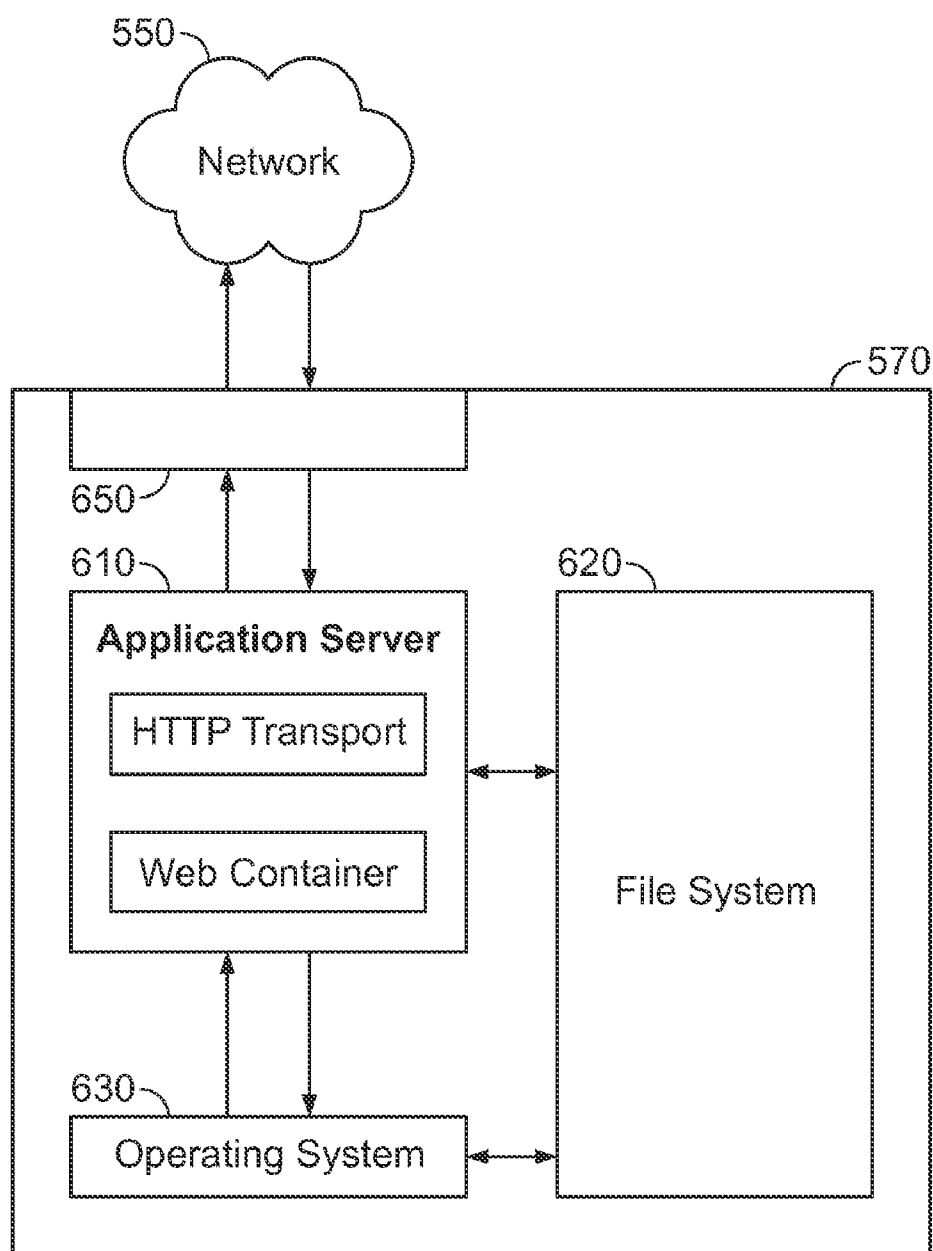 550
Network
570
650
610
620
Application Server
HTTP Transport
Web Container
File System
630
Operating System